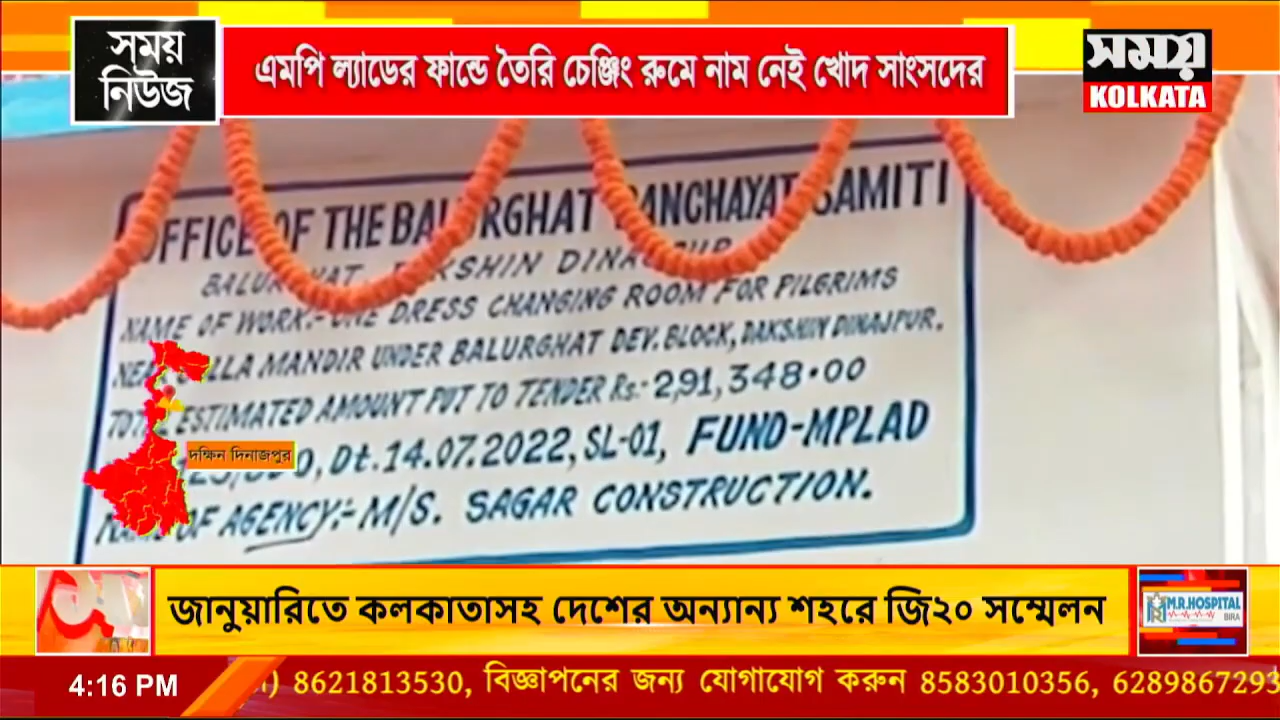 সময়
নিউজ
এমপি ল্যাডের ফান্ডে তৈরি চেঞ্জিং রুমে নাম নেই খোদ সাংসদের
সময়
KOLKATA
OFFICE OF THE BALURGHAT PANCHAYAT SAMITI
BALURGHAT, DAKSHIN DINAJPUR
NAME OF WORK:- ONE DRESS CHANGING ROOM FOR PILGRIMS
MANDIR UNDER BALURGHAT DEV. BLOCK, DAKSHIN DINAJPUR.
TOTAL ESTIMATED AMOUNT PUT TO TENDER Rs:- 2,91,348.00
Dt. 14.07.2022, SL-01, FUND-MPLAD
NAME OF AGENCY:- M/S. SAGAR CONSTRUCTION.
দক্ষিন দিনাজপুর
জানুয়ারিতে কলকাতাসহ দেশের অন্যান্য শহরে জি২০ সম্মেলন
M.R.HOSPITAL
BIRA
4:16 PM
) 8621813530, বিজ্ঞাপনের জন্য যোগাযোগ করুন 8583010356, 6289867293